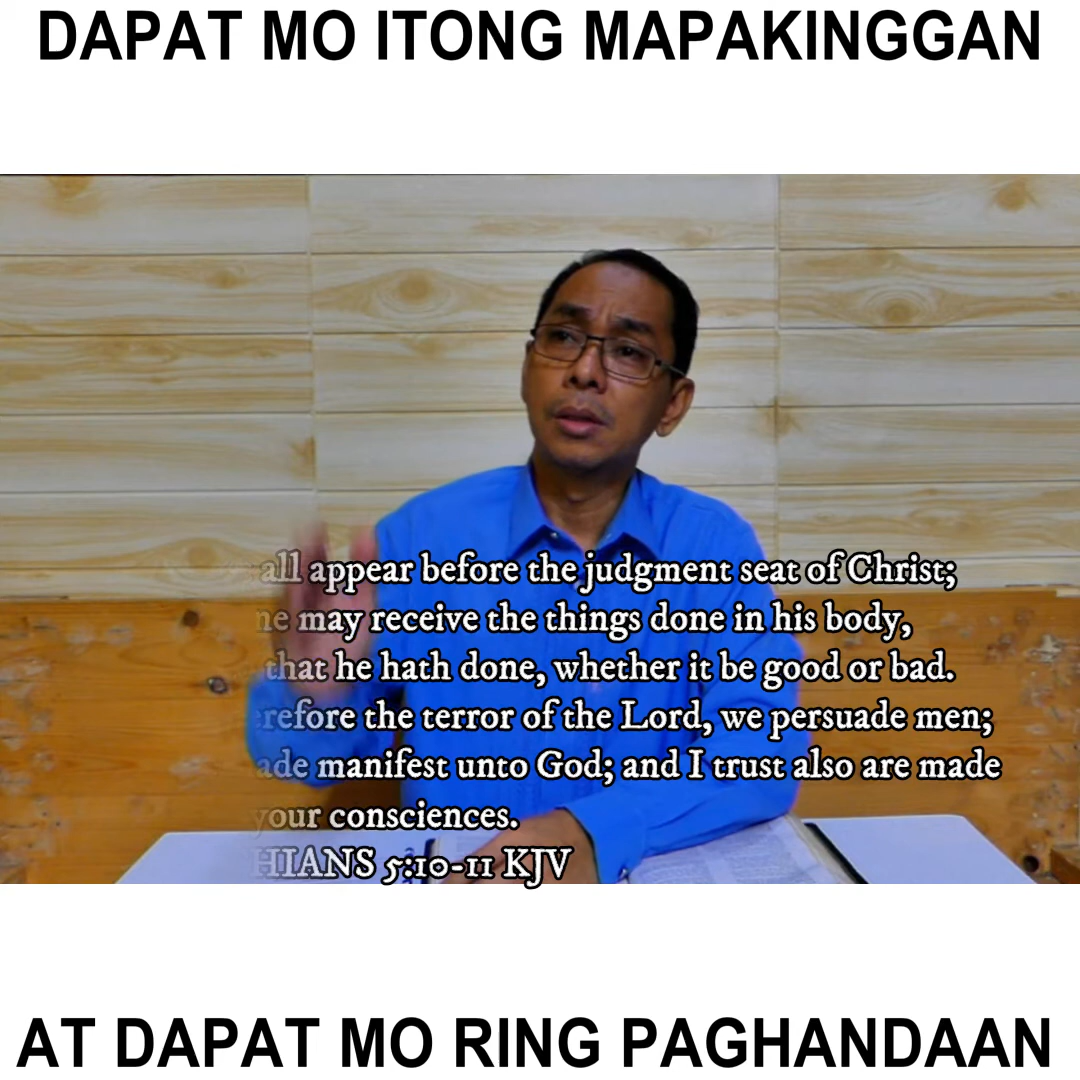 DAPAT MO ITONG MAPAKINGGAN
all appear before the judgment seat of Christ;
ne may receive the things done in his body,
that he hath done, whether it be good or bad.
refore the terror of the Lord, we persuade men;
ade manifest unto God; and I trust also are made
your consciences.
HIANS 5:10-11 KJV
AT DAPAT MO RING PAGHANDAAN